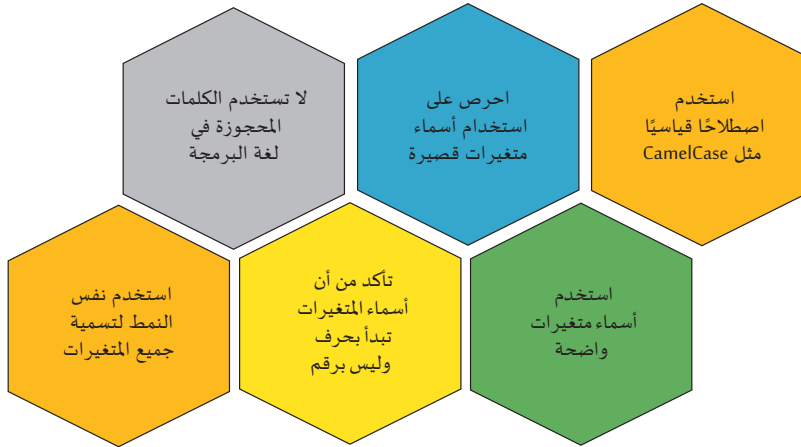 استخدم
اصطلاحًا قياسيًا
مثل CamelCase
احرص على
استخدام أسماء
متغيرات قصيرة
لا تستخدم الكلمات
المحجوزة في
لغة البرمجة
استخدم
أسماء متغيرات
واضحة
تأكد من أن
أسماء المتغيرات
تبدأ بحرف
وليس برقم
استخدم نفس
النمط لتسمية
جميع المتغيرات